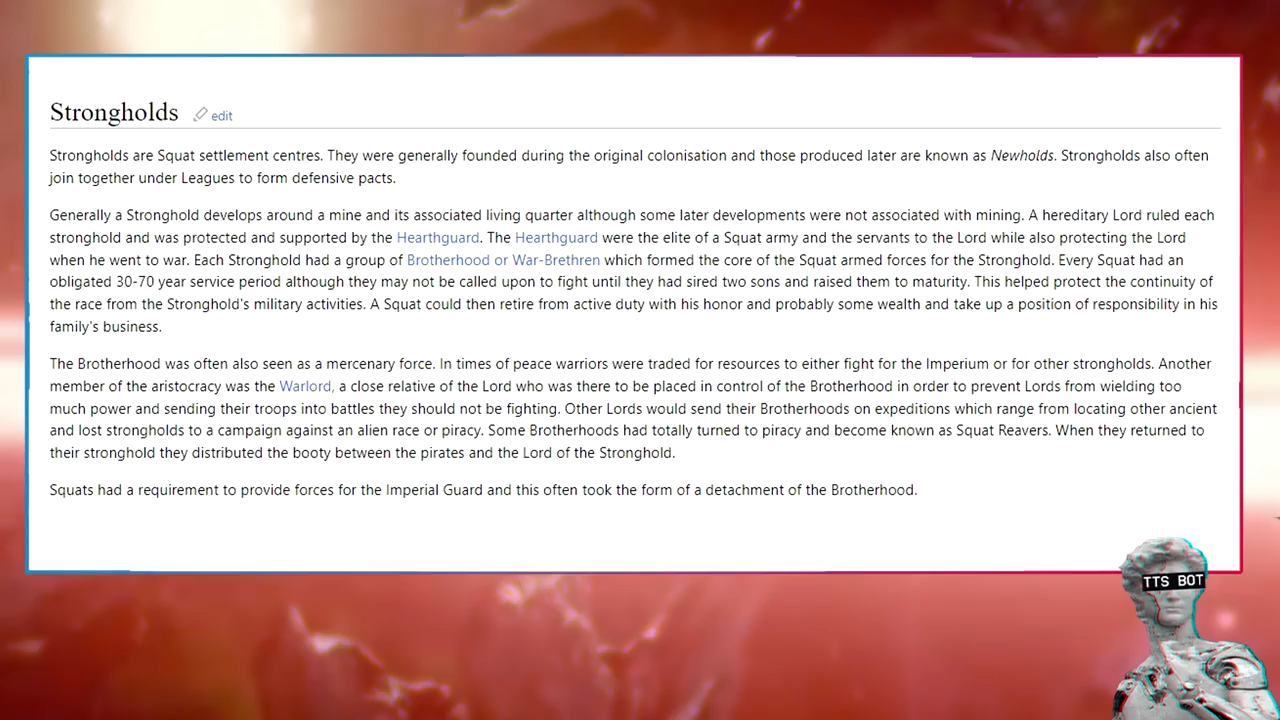 Strongholds edit
Strongholds are Squat settlement centres. They were generally founded during the original colonisation and those produced later are known as Newholds. Strongholds also often
join together under Leagues to form defensive pacts.
Generally a Stronghold develops around a mine and its associated living quarter although some later developments were not associated with mining. A hereditary Lord ruled each
stronghold and was protected and supported by the Hearthguard. The Hearthguard were the elite of a Squat army and the servants to the Lord while also protecting the Lord
when he went to war. Each Stronghold had a group of Brotherhood or War-Brethren which formed the core of the Squat armed forces for the Stronghold. Every Squat had an
obligated 30-70 year service period although they may not be called upon to fight until they had sired two sons and raised them to maturity. This helped protect the continuity of
the race from the Stronghold's military activities. A Squat could then retire from active duty with his honor and probably some wealth and take up a position of responsibility in his
family's business.
The Brotherhood was often also seen as a mercenary force. In times of peace warriors were traded for resources to either fight for the Imperium or for other strongholds. Another
member of the aristocracy was the Warlord, a close relative of the Lord who was there to be placed in control of the Brotherhood in order to prevent Lords from wielding too
much power and sending their troops into battles they should not be fighting. Other Lords would send their Brotherhoods on expeditions which range from locating other ancient
and lost strongholds to a campaign against an alien race or piracy. Some Brotherhoods had totally turned to piracy and become known as Squat Reavers. When they returned to
their stronghold they distributed the booty between the pirates and the Lord of the Stronghold.
Squats had a requirement to provide forces for the Imperial Guard and this often took the form of a detachment of the Brotherhood.
TTS BOT